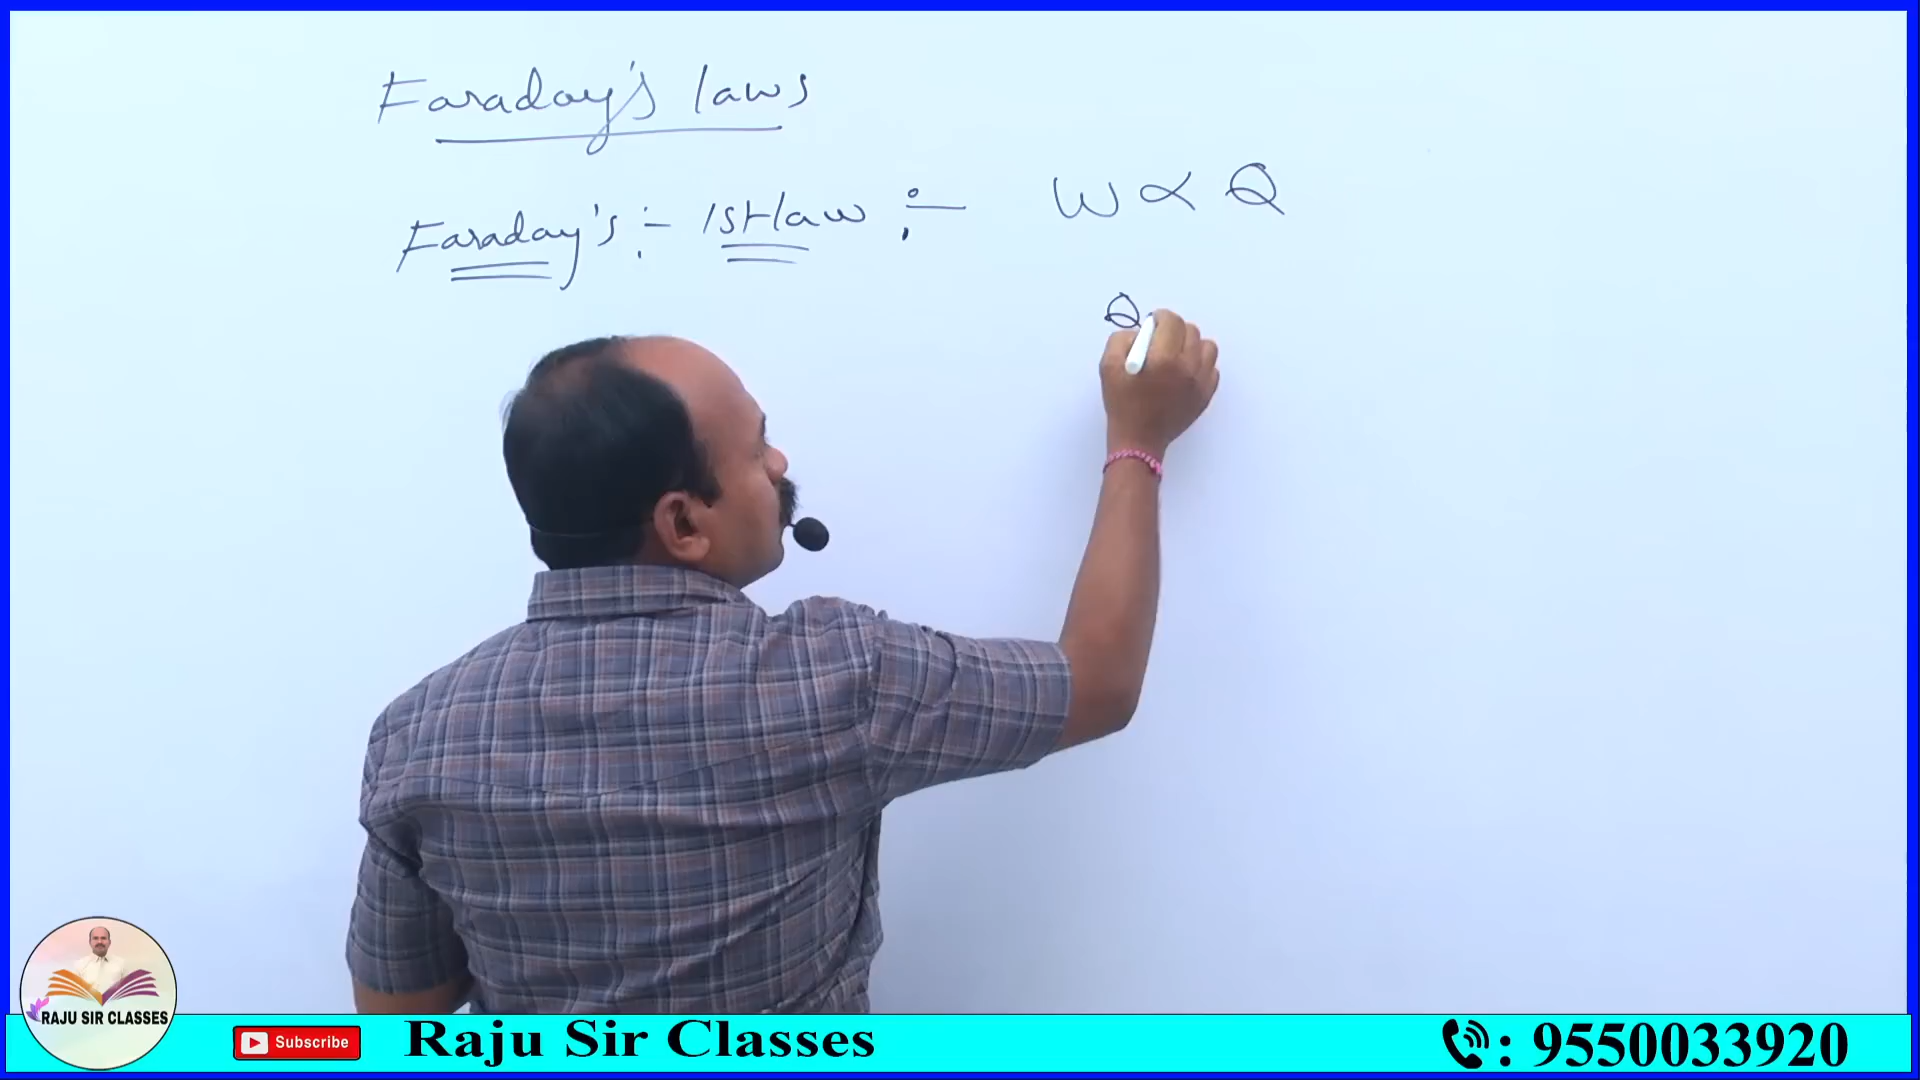 Faraday's laws
Faraday's :- 1st law :- W ∝ Q
Q
RAJU SIR CLASSES
Subscribe
Raju Sir Classes
: 9550033920